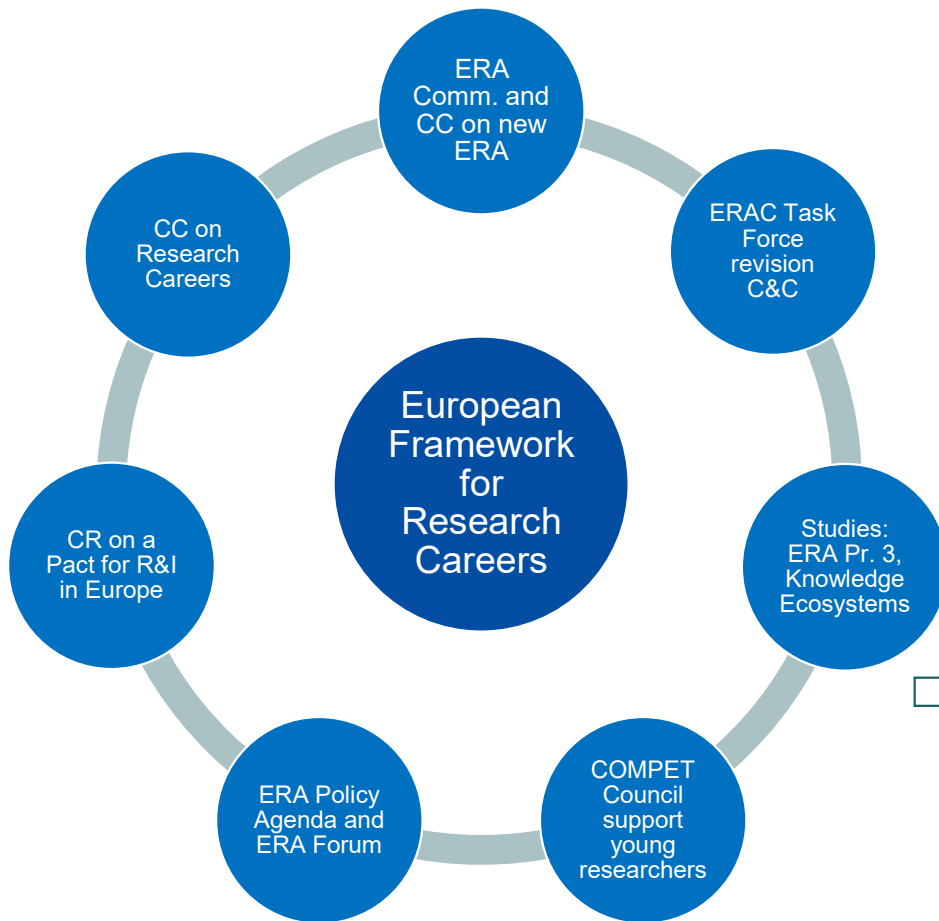 ERA
Comm. and
CC on new
ERA
ERAC Task
Force
revision
C&C
Studies:
ERA Pr. 3,
Knowledge
Ecosystems
COMPET
Council
support
young
researchers
ERA Policy
Agenda and
ERA Forum
CR on a
Pact for R&I
in Europe
CC on
Research
Careers
European
Framework
for
Research
Careers